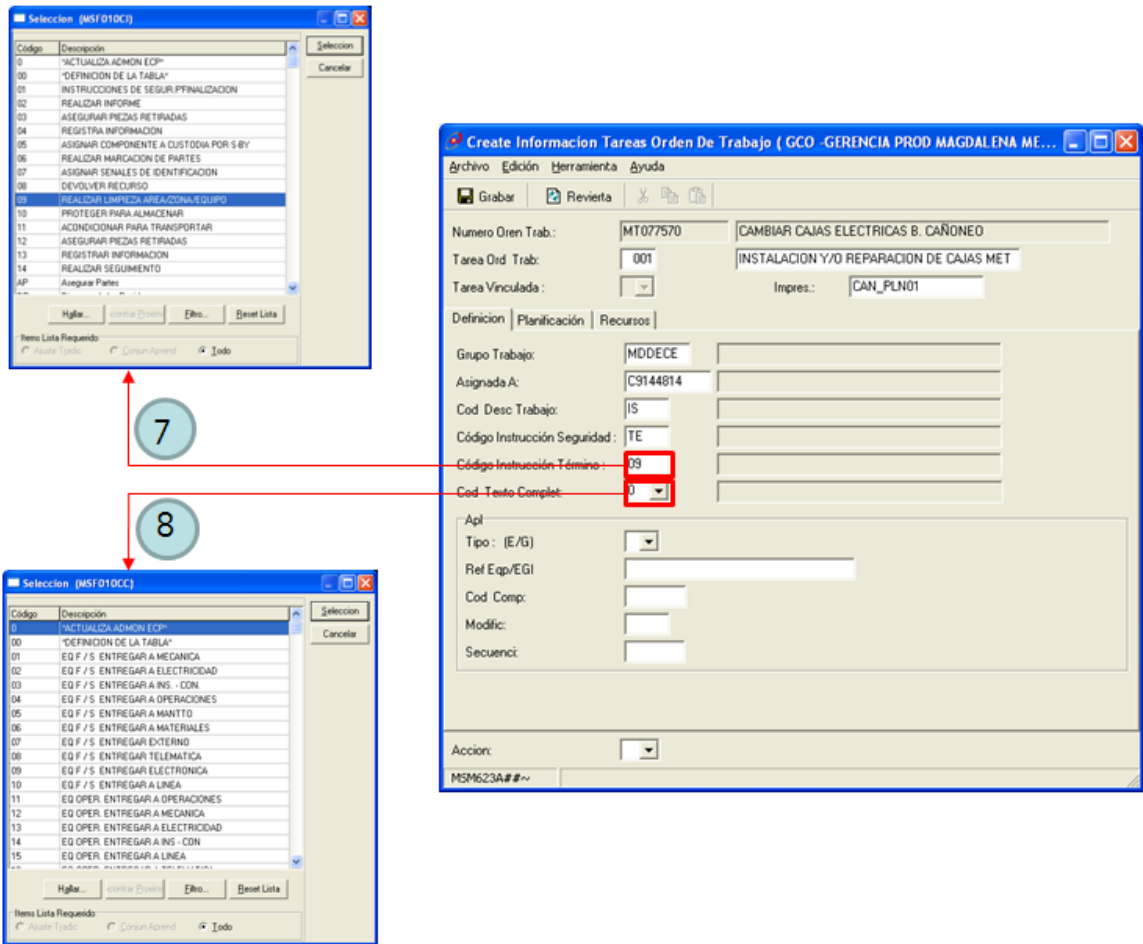 Seleccion (MSF010CI)
Código Descripción
0 *ACTUALIZA ADMON ECP*
00 *DEFINICION DE LA TABLA*
01 INSTRUCCIONES DE SEGUR.P'FINALIZACION
02 REALIZAR INFORME
03 ASEGURAR PIEZAS RETIRADAS
04 REGISTRA INFORMACION
05 ASIGNAR COMPONENTE A CUSTODIA POR S-BY
06 REALIZAR MARCACION DE PARTES
07 ASIGNAR SENALES DE IDENTIFICACION
08 DEVOLVER RECURSO
09 REALIZAR LIMPIEZA AREA/ZONA/EQUIPO
10 PROTEGER PARA ALMACENAR
11 ACONDICIONAR PARA TRANSPORTAR
12 ASEGURAR PIEZAS RETIRADAS
13 REGISTRAR INFORMACION
14 REALIZAR SEGUIMIENTO
AP Asegurar Partes
Seleccion
Cancelar
Hallar... Filtro... Reset Lista
Items Lista Requerido
Ajuste Tjadic Conjun Aprend Todo
7
8
Create Informacion Tareas Orden De Trabajo ( GCO -GERENCIA PROD MAGDALENA ME...
Archivo Edición Herramienta Ayuda
Grabar Revierta
Numero Oren Trab.: MT077570 CAMBIAR CAJAS ELECTRICAS B. CAÑONEO
Tarea Ord Trab: 001 INSTALACION Y/O REPARACION DE CAJAS MET
Tarea Vinculada : Impres.: CAN_PLN01
Definicion Planificación Recursos
Grupo Trabajo: MDDECE
Asignada A: C9144814
Cod Desc Trabajo: IS
Código Instrucción Seguridad : TE
Código Instrucción Término : 09
Cod Texto Complet: 0
Apl
Tipo : (E/G)
Ref Eqp/EGI
Cod Comp:
Modific:
Secuenci:
Accion:
MSM623A##~
Seleccion (MSF010CC)
Código Descripción
0 *ACTUALIZA ADMON ECP*
00 *DEFINICION DE LA TABLA*
01 EQ F / S ENTREGAR A MECANICA
02 EQ F / S ENTREGAR A ELECTRICIDAD
03 EQ F / S ENTREGAR A INS. - CON.
04 EQ F / S ENTREGAR A OPERACIONES
05 EQ F / S ENTREGAR A MANTTO
06 EQ F / S ENTREGAR A MATERIALES
07 EQ F / S ENTREGAR EXTERNO
08 EQ F / S ENTREGAR TELEMATICA
09 EQ F / S ENTREGAR ELECTRONICA
10 EQ F / S ENTREGAR A LINEA
11 EQ OPER. ENTREGAR A OPERACIONES
12 EQ OPER. ENTREGAR A MECANICA
13 EQ OPER. ENTREGAR A ELECTRICIDAD
14 EQ OPER. ENTREGAR A INS - CON
15 EQ OPER. ENTREGAR A LINEA
Seleccion
Cancelar
Hallar... Filtro... Reset Lista
Items Lista Requerido
Ajuste Tjadic Conjun Aprend Todo